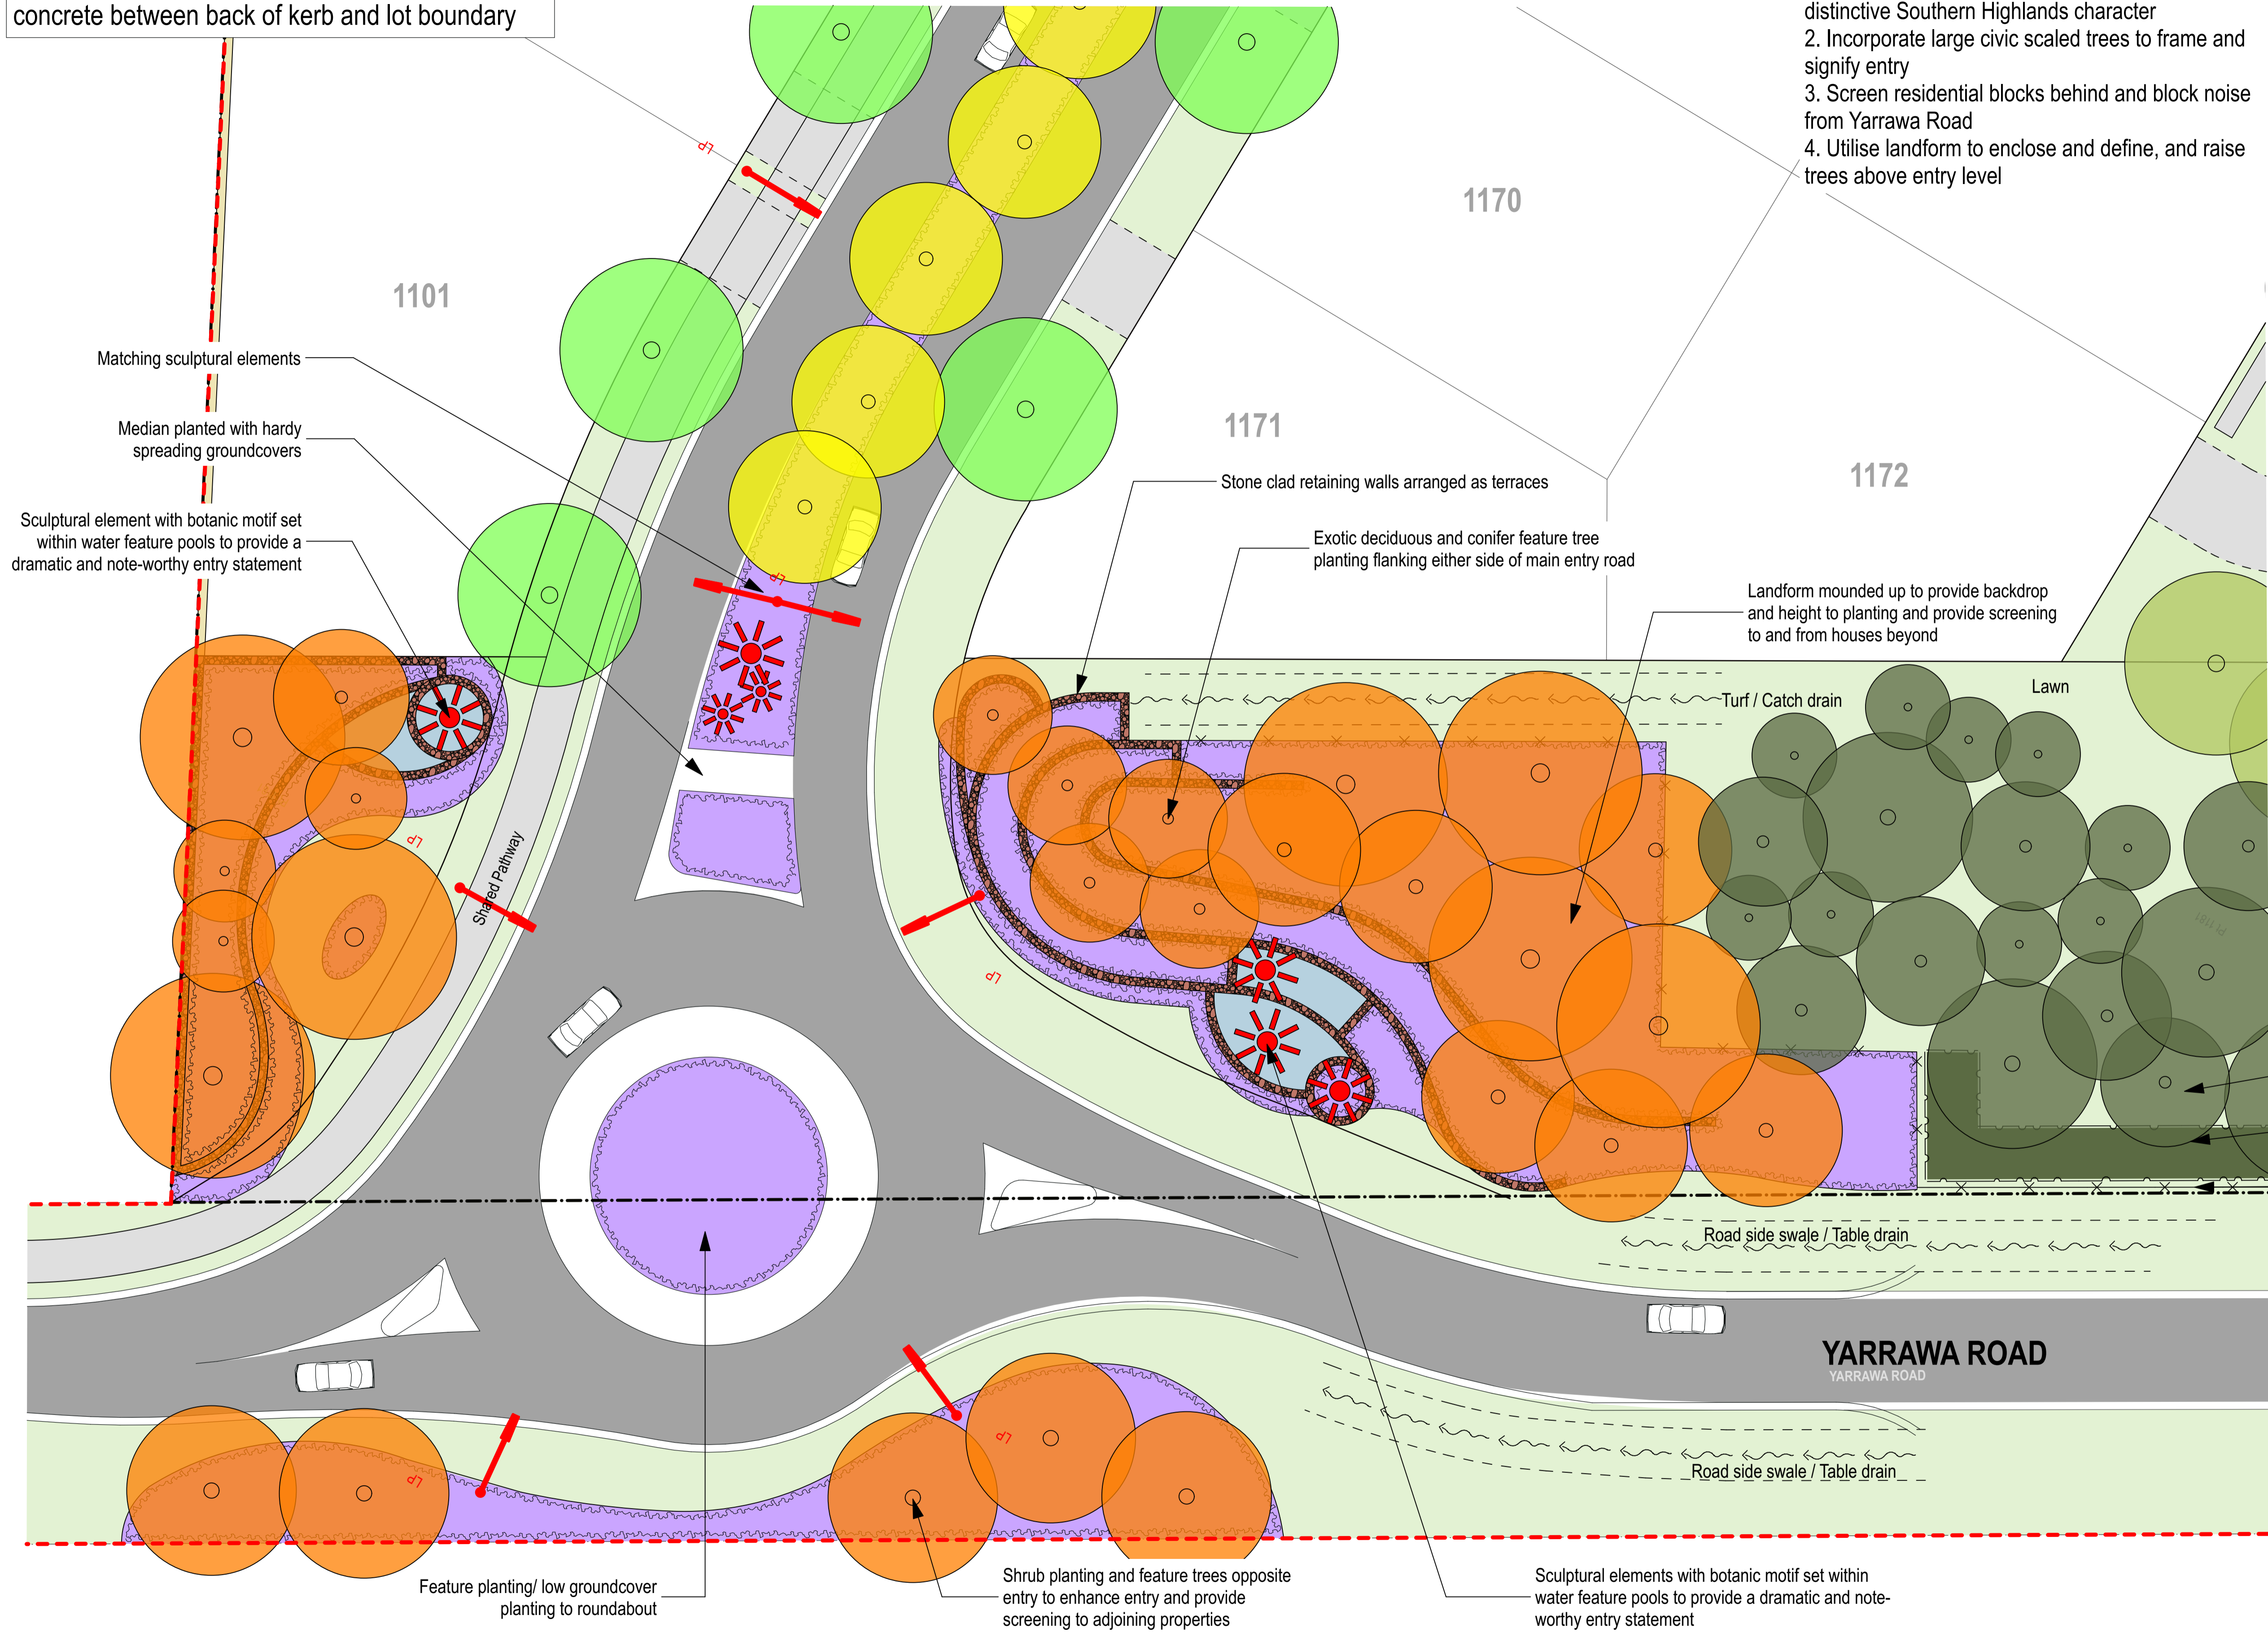 concrete between back of kerb and lot boundary
distinctive Southern Highlands character
2. Incorporate large civic scaled trees to frame and
signify entry
3. Screen residential blocks behind and block noise
from Yarrawa Road
4. Utilise landform to enclose and define, and raise
trees above entry level
LP
1170
1101
Matching sculptural elements
1171
Median planted with hardy
spreading groundcovers
1172
Stone clad retaining walls arranged as terraces
Sculptural element with botanic motif set
within water feature pools to provide a
dramatic and note-worthy entry statement
Exotic deciduous and conifer feature tree
planting flanking either side of main entry road
LP
Landform mounded up to provide backdrop
and height to planting and provide screening
to and from houses beyond
Lawn
Turf / Catch drain
LP
Shared Pathway
Pt.1181
LP
Road side swale / Table drain
YARRAWA ROAD
YARRAWA ROAD
LP
LP
Road side swale / Table drain
Feature planting/ low groundcover
planting to roundabout
Shrub planting and feature trees opposite
entry to enhance entry and provide
screening to adjoining properties
Sculptural elements with botanic motif set within
water feature pools to provide a dramatic and note-
worthy entry statement